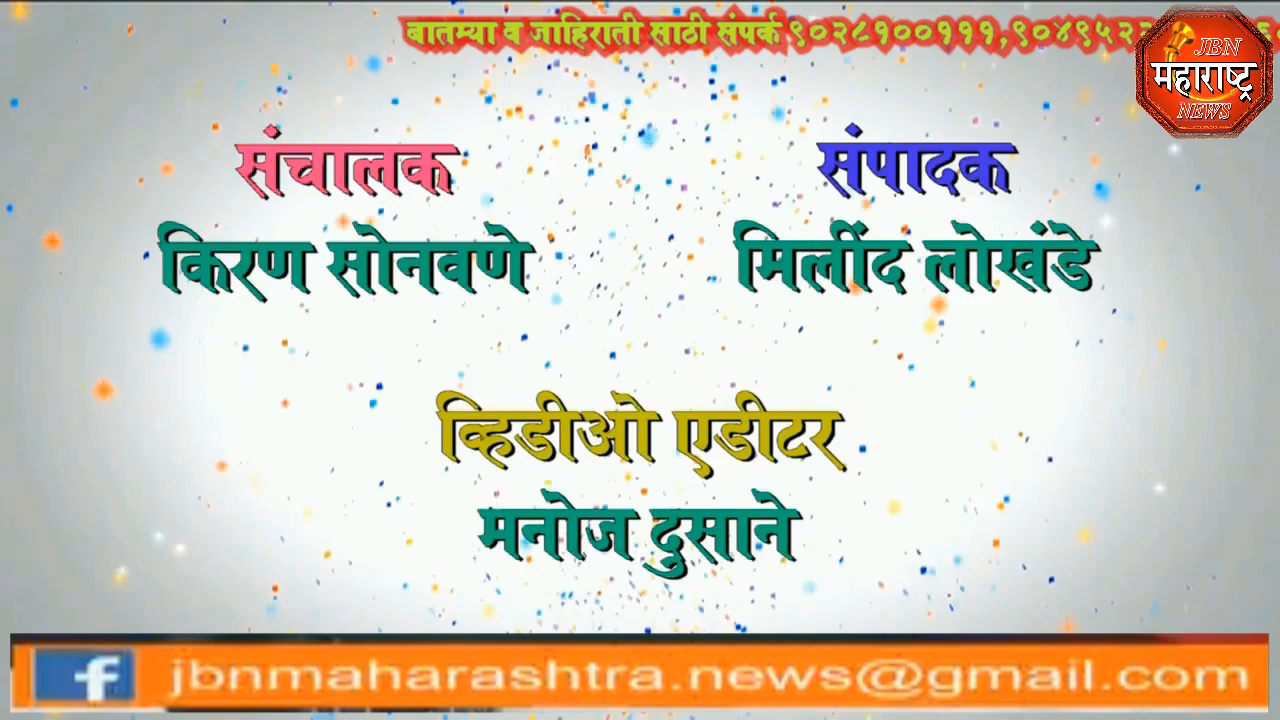 बातम्या व जाहिराती साठी संपर्क ९०२८१००१११,९०४९५२
JBN
महाराष्ट्र
NEWS
संचालक
संपादक
किरण सोनवणे
मिलींद लोखंडे
व्हिडीओ एडीटर
मनोज दुसाने
f jbnmaharashtra.news@gmail.com